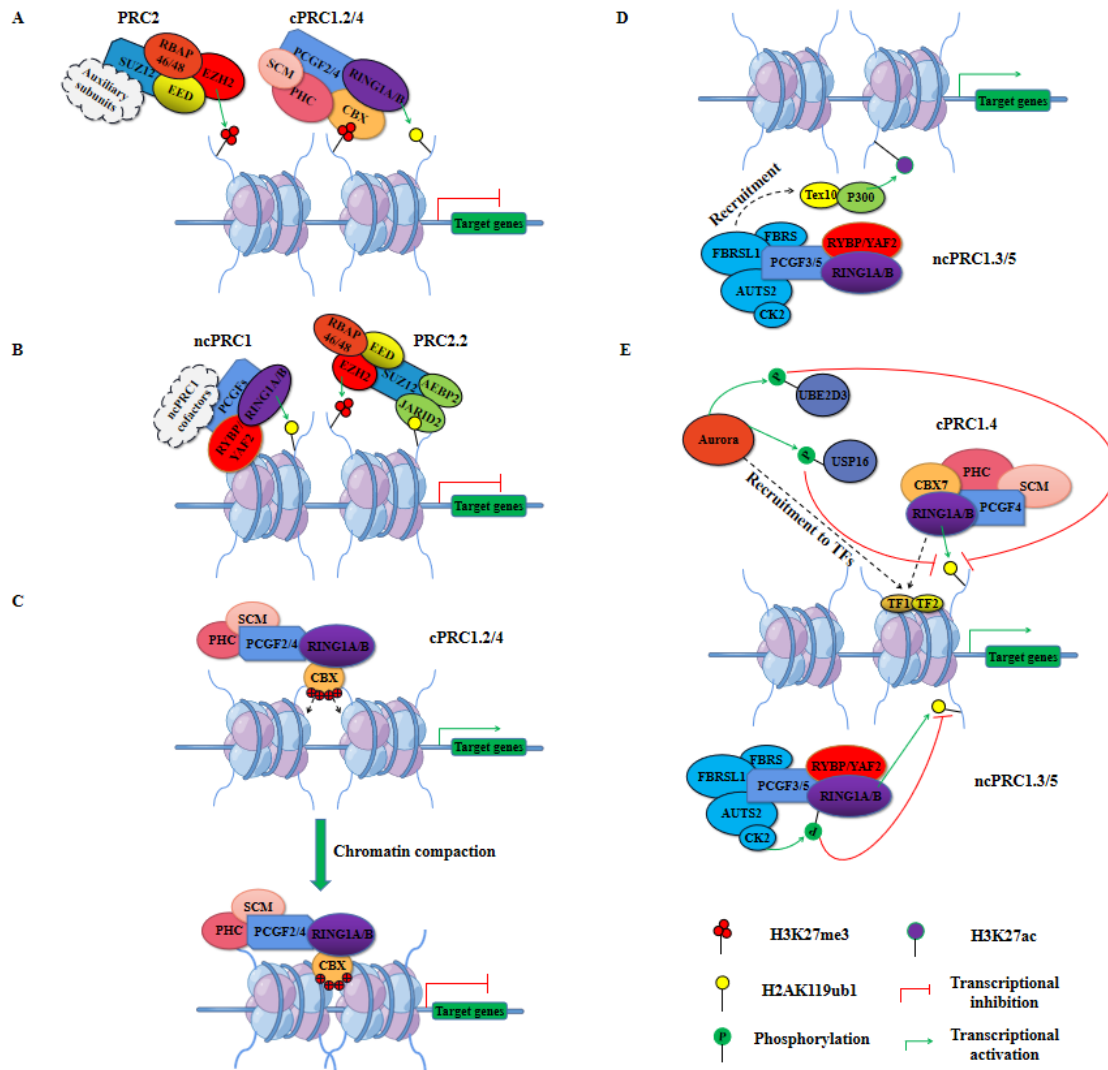 A
PRC2
RBAP
46/48
SUZ12
EZH2
EED
Auxiliary
subunits
cPRC1.2/4
PCGF2/4
SCM
RING1A/B
PHC
CBX
Target genes
B
ncPRC1
PCGFs
RING1A/B
ncPRC1
cofactors
RYBP/
YAF2
PRC2.2
RBAP
46/48
EED
EZH2
SUZ12
AEBP2
JARID2
Target genes
C
cPRC1.2/4
SCM
PHC
PCGF2/4
RING1A/B
CBX
Target genes
Chromatin compaction
SCM
PHC
PCGF2/4
RING1A/B
CBX
Target genes
D
Target genes
Recruitment
Tex10
P300
FBRS
RYBP/YAF2
FBRSL1
PCGF3/5
RING1A/B
ncPRC1.3/5
AUTS2
CK2
E
P
UBE2D3
Aurora
P
USP16
cPRC1.4
PHC
CBX7
SCM
PCGF4
RING1A/B
Recruitment to TFs
TF1
TF2
Target genes
FBRS
RYBP/YAF2
FBRSL1
PCGF3/5
RING1A/B
ncPRC1.3/5
AUTS2
CK2
P
H3K27me3
H3K27ac
H2AK119ub1
Transcriptional
inhibition
P
Phosphorylation
Transcriptional
activation